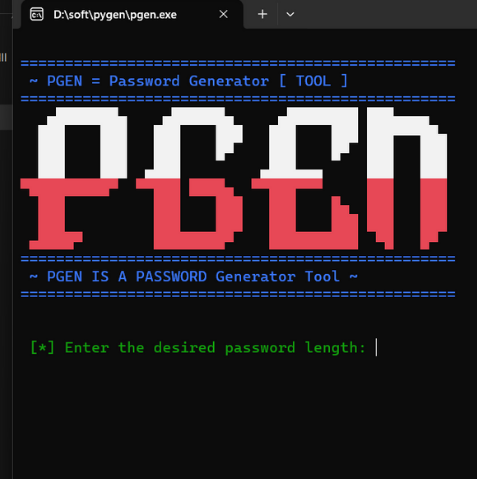 D:\soft\pygen\pgen.exe
=================================================
~ PGEN = Password Generator [ TOOL ]
=================================================
PGEN
=================================================
~ PGEN IS A PASSWORD Generator Tool ~
=================================================
[*] Enter the desired password length: